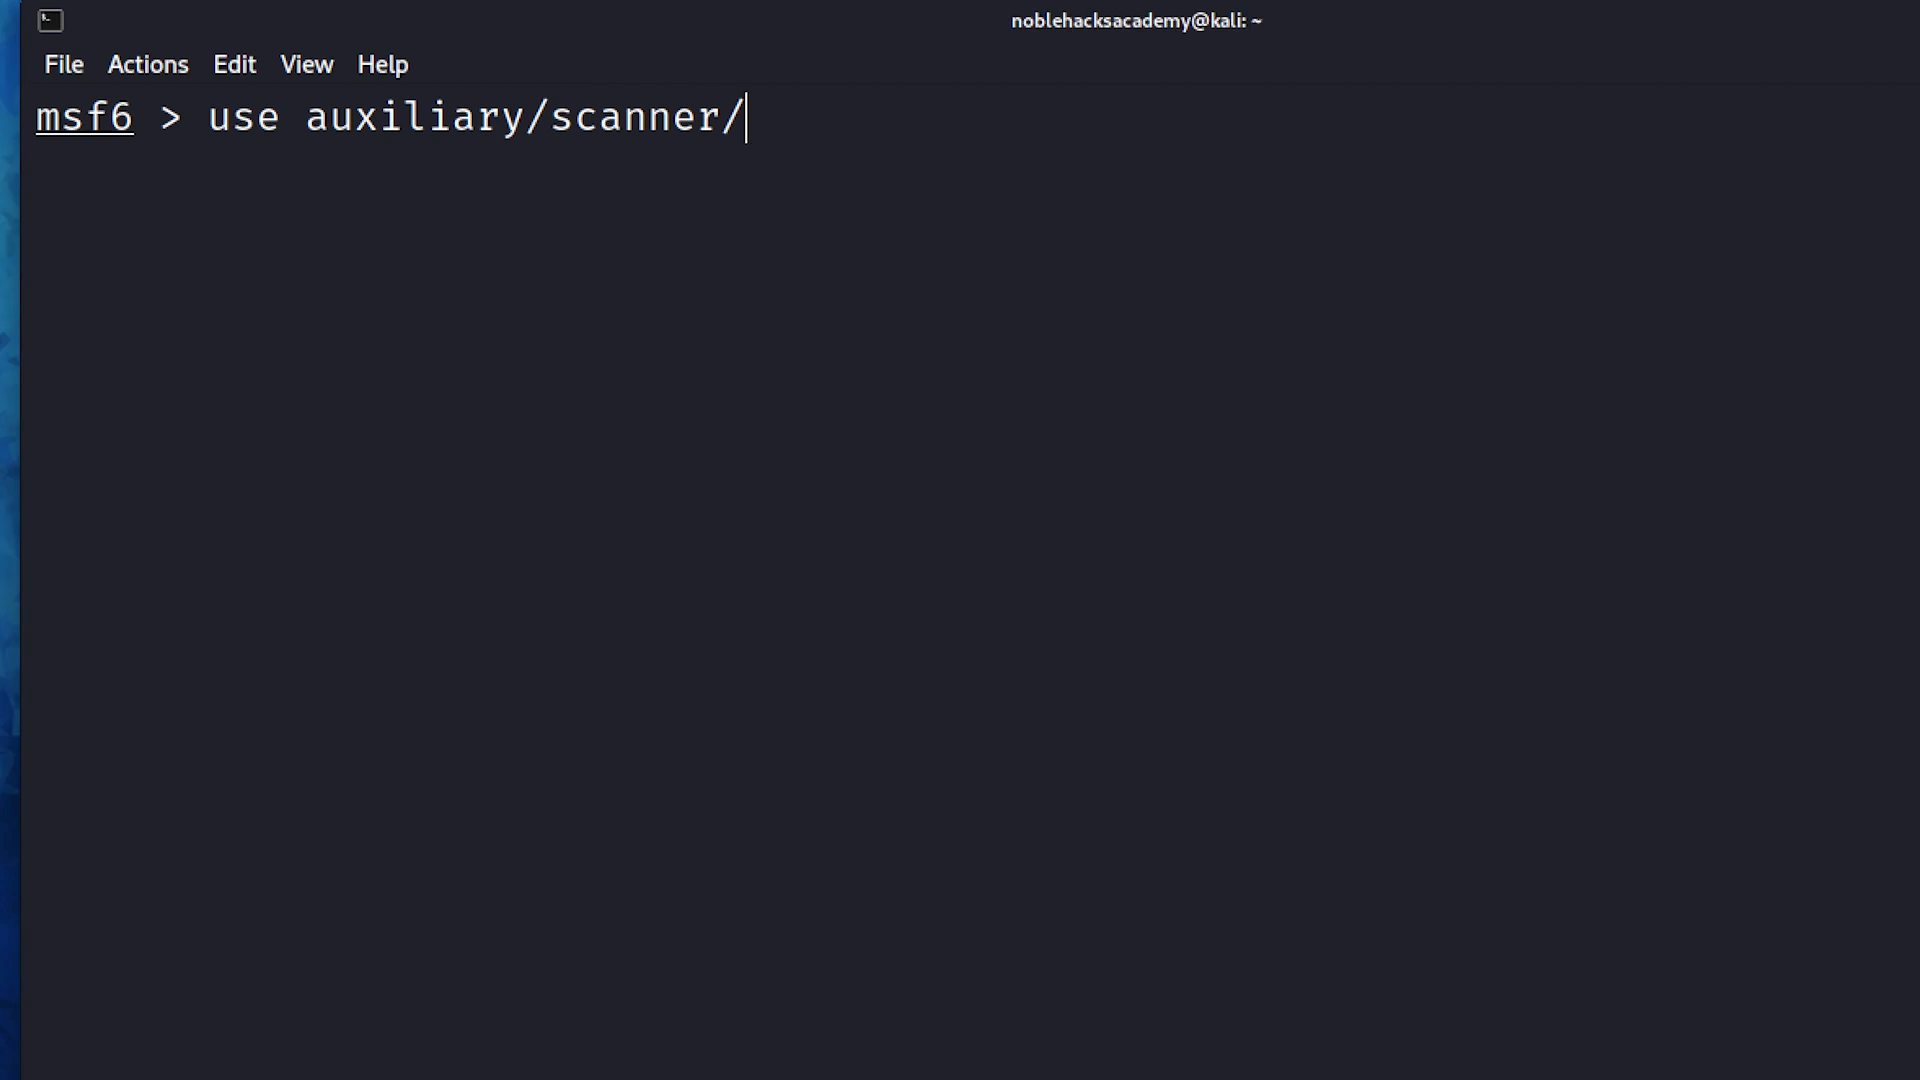 noblehacksacademy@kali: ~
File Actions Edit View Help
msf6 > use auxiliary/scanner/